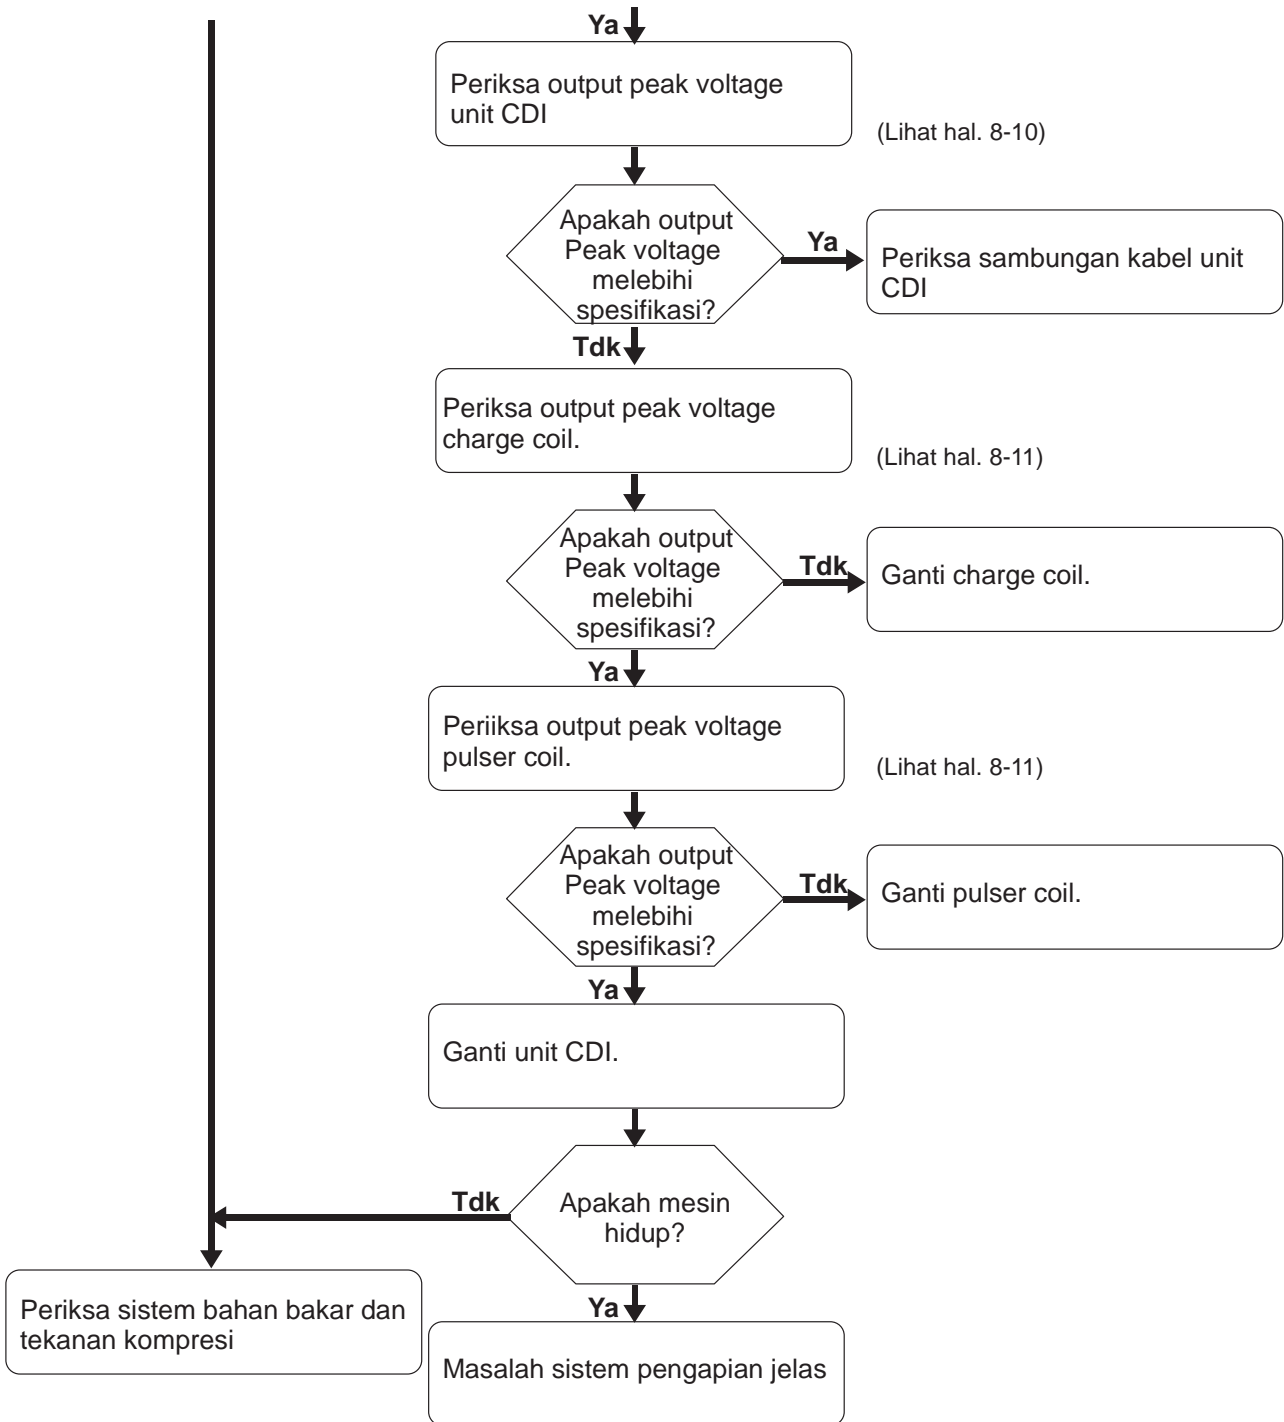 Ya
Periksa output peak voltage
unit CDI
(Lihat hal. 8-10)
Apakah output
Peak voltage
melebihi
spesifikasi?
Ya
Periksa sambungan kabel unit
CDI
Tdk
Periksa output peak voltage
charge coil.
(Lihat hal. 8-11)
Apakah output
Peak voltage
melebihi
spesifikasi?
Tdk
Ganti charge coil.
Ya
Periiksa output peak voltage
pulser coil.
(Lihat hal. 8-11)
Apakah output
Peak voltage
melebihi
spesifikasi?
Tdk
Ganti pulser coil.
Ya
Ganti unit CDI.
Apakah mesin
hidup?
Tdk
Periksa sistem bahan bakar dan
tekanan kompresi
Ya
Masalah sistem pengapian jelas